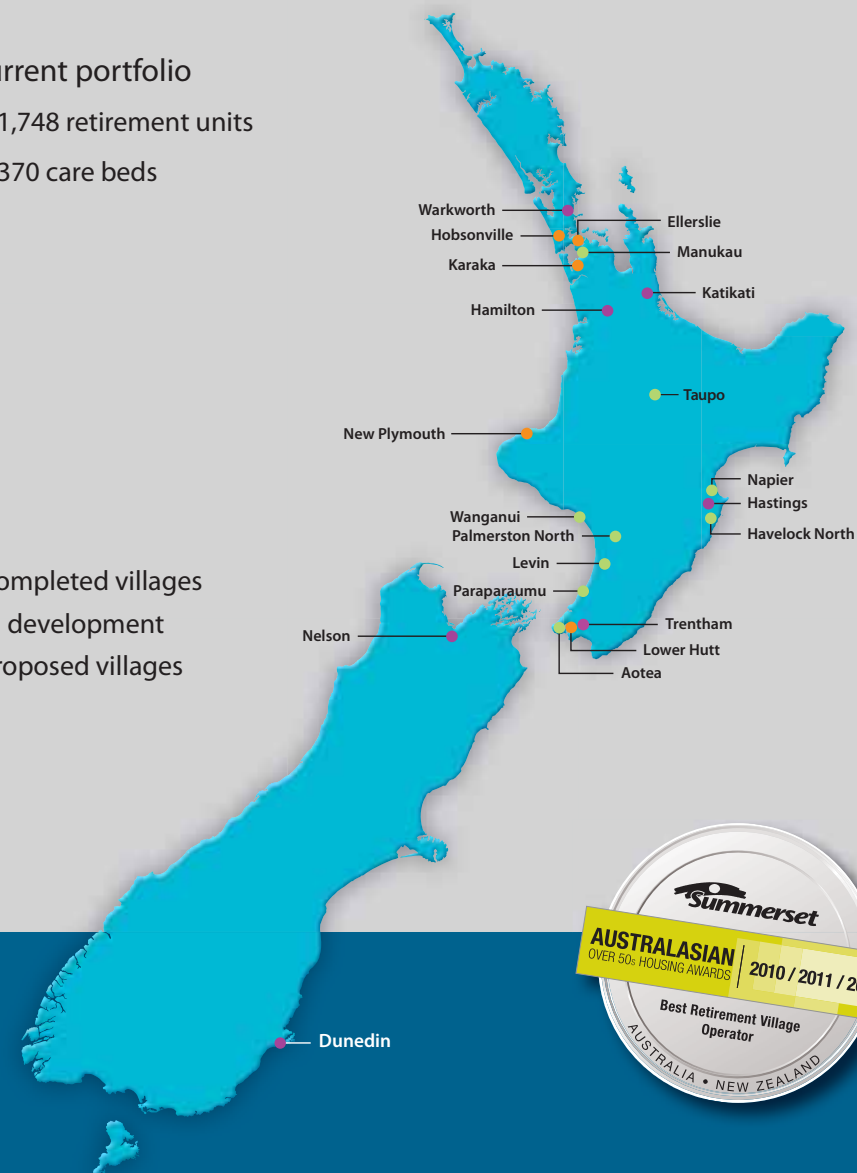 urrent portfolio
1,748 retirement units
370 care beds
Warkworth
Ellerslie
Hobsonville
Manukau
Karaka
Katikati
Hamilton
Taupo
New Plymouth
Napier
Hastings
Wanganui
Palmerston North
Havelock North
Levin
ompleted villages
Paraparaumu
development
Trentham
Nelson
Lower Hutt
roposed villages
Aotea
Summerset
AUSTRALASIAN
OVER 50s HOUSING AWARDS
2010 / 2011 / 20
Best Retirement Village
Operator
AUSTRALIA • NEW ZEALAND
Dunedin